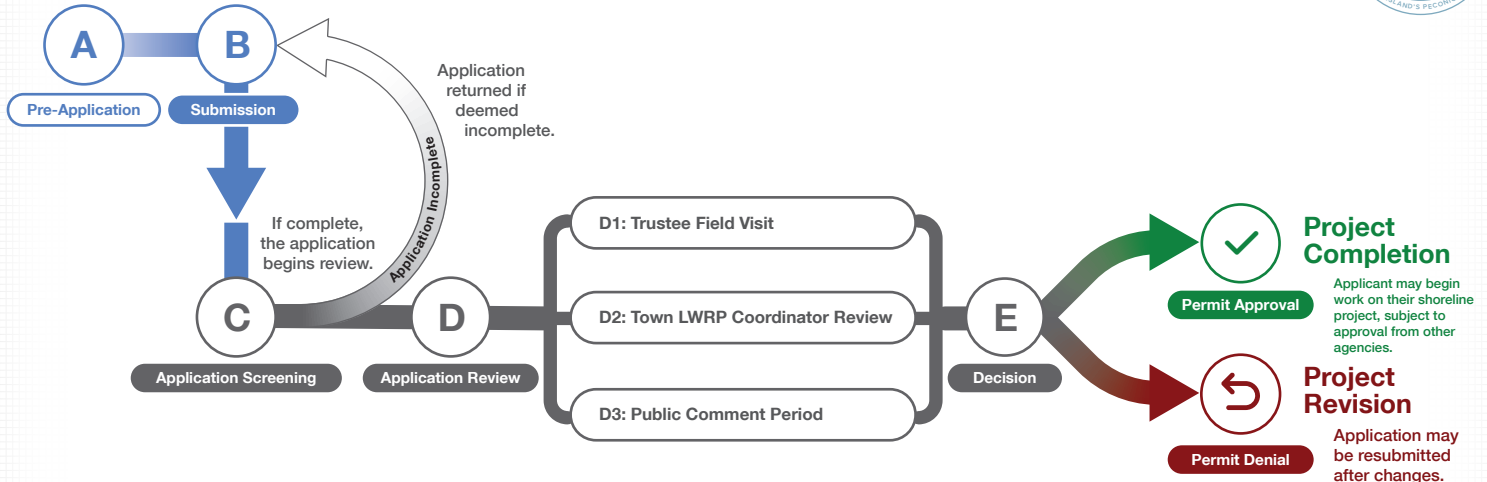 ISLAND'S PECONIC
A
B
Pre-Application
Submission
Application
returned if
deemed
incomplete.
Application Incomplete
If complete,
the application
begins review.
C
Application Screening
D
Application Review
D1: Trustee Field Visit
D2: Town LWRP Coordinator Review
D3: Public Comment Period
E
Decision
Permit Approval
Project
Completion
Applicant may begin
work on their shoreline
project, subject to
approval from other
agencies.
Permit Denial
Project
Revision
Application may
be resubmitted
after changes.